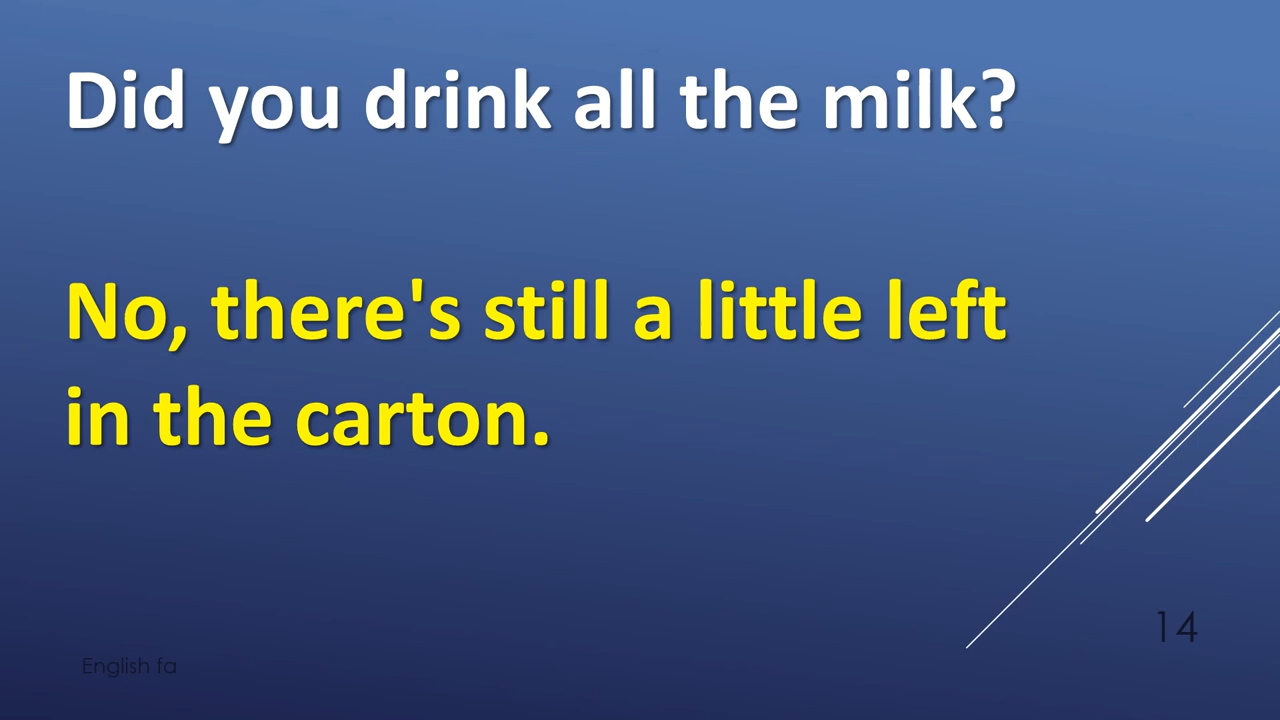 Did you drink all the milk?
No, there's still a little left
in the carton.
14
English fa